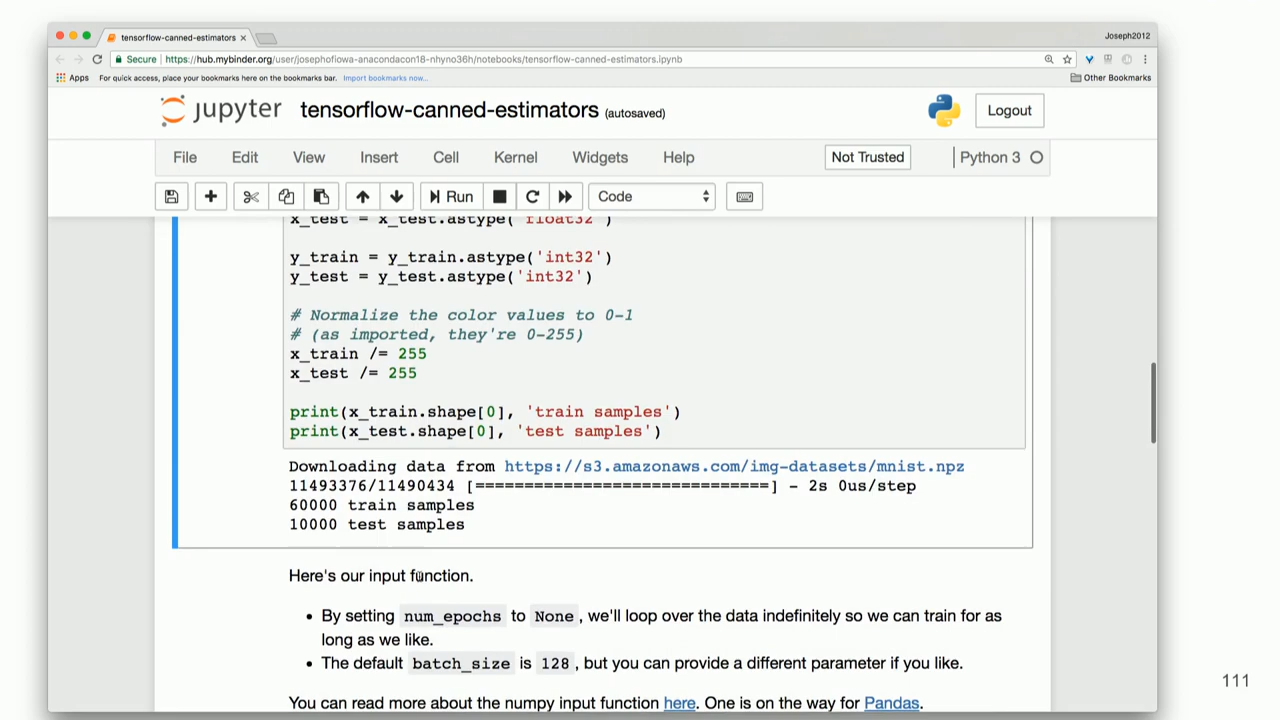 tensorflow-canned-estimators ×
Joseph2012
Secure | https://hub.mybinder.org/user/josephofiowa-anacondacon18-nhyno36h/notebooks/tensorflow-canned-estimators.ipynb
Apps For quick access, place your bookmarks here on the bookmarks bar. Import bookmarks now... Other Bookmarks
jupyter tensorflow-canned-estimators (autosaved) Logout
File Edit View Insert Cell Kernel Widgets Help Not Trusted Python 3
Run Code
x_test = x_test.astype('float32')
y_train = y_train.astype('int32')
y_test = y_test.astype('int32')
# Normalize the color values to 0-1
# (as imported, they're 0-255)
x_train /= 255
x_test /= 255
print(x_train.shape[0], 'train samples')
print(x_test.shape[0], 'test samples')
Downloading data from https://s3.amazonaws.com/img-datasets/mnist.npz
11493376/11490434 [==============================] - 2s 0us/step
60000 train samples
10000 test samples
Here's our input function.
• By setting num_epochs to None, we'll loop over the data indefinitely so we can train for as
long as we like.
• The default batch_size is 128, but you can provide a different parameter if you like.
You can read more about the numpy input function here. One is on the way for Pandas.
111